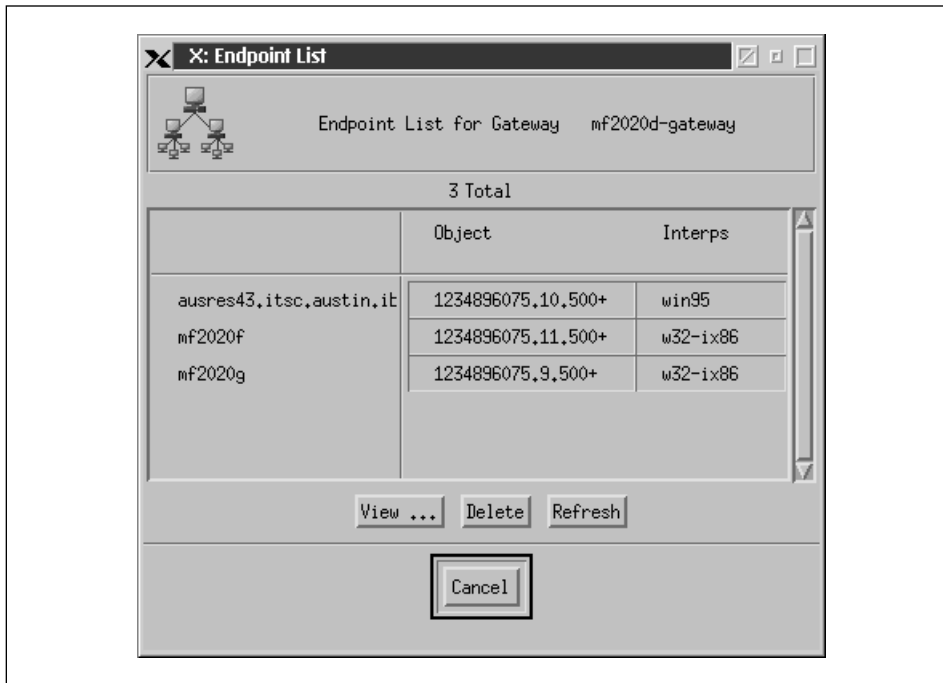 X: Endpoint List
Endpoint List for Gateway mf2020d-gateway
3 Total
Object Interps
ausres43.itsc.austin.it 1234896075.10.500+ win95
mf2020f 1234896075.11.500+ w32-ix86
mf2020g 1234896075.9.500+ w32-ix86
View ... Delete Refresh
Cancel